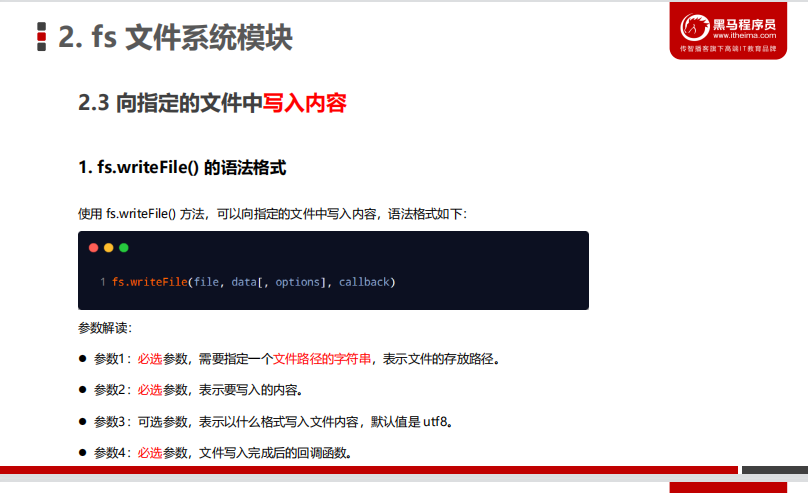 2. fs 文件系统模块
黑马程序员
www.itheima.com
传智播客旗下高端IT教育品牌
2.3 向指定的文件中写入内容
1. fs.writeFile() 的语法格式
使用 fs.writeFile() 方法，可以向指定的文件中写入内容，语法格式如下：
1 fs.writeFile(file, data[, options], callback)
参数解读：
● 参数1：必选参数，需要指定一个文件路径的字符串，表示文件的存放路径。
● 参数2：必选参数，表示要写入的内容。
● 参数3：可选参数，表示以什么格式写入文件内容，默认值是 utf8。
● 参数4：必选参数，文件写入完成后的回调函数。